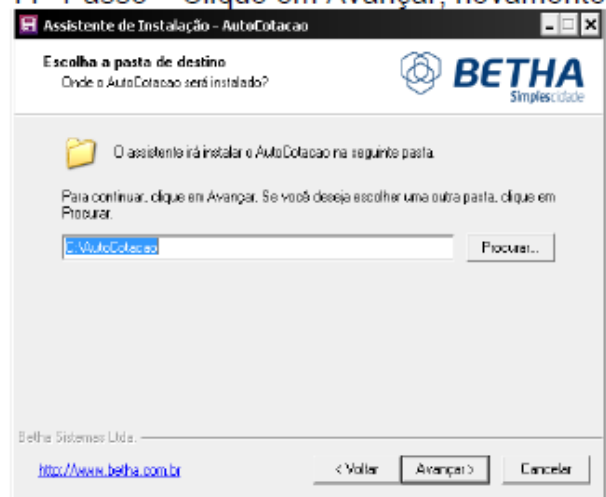 Passo - Clique em Avançar, novamente
Assistente de Instalação - AutoCotacao
Escolha a pasta de destino
Onde o AutoCotacao será instalado?
BETHA
Simplescidade
O assistente irá instalar o AutoCotacao na seguinte pasta.
Para continuar, clique em Avançar. Se você deseja escolher uma outra pasta, clique em
Procurar.
C:\AutoCotacao
Procurar...
Betha Sistemas Ltda.
http://www.betha.com.br
< Voltar
Avançar >
Cancelar